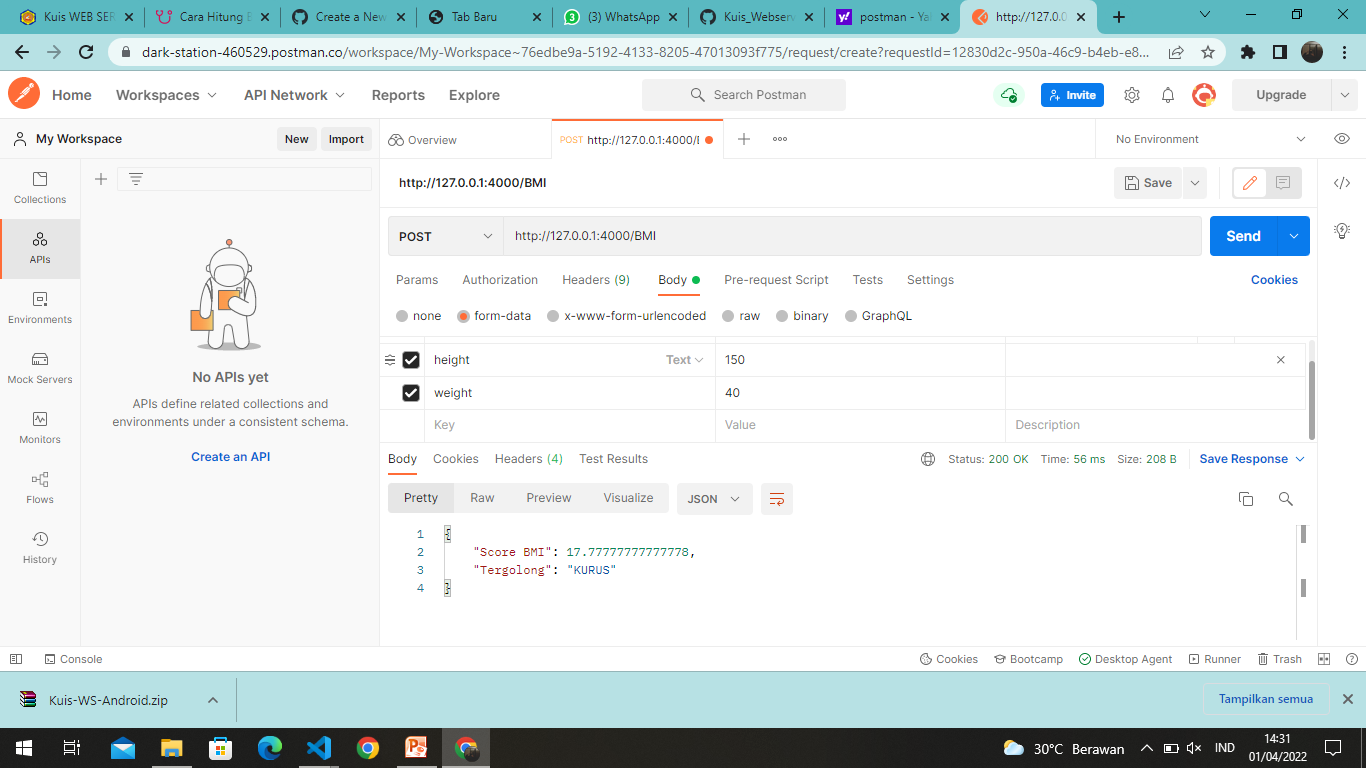 Kuis WEB SER
Cara Hitung B
Create a New
Tab Baru
3
(3) WhatsApp
Kuis_Webserv
postman - Ya
http://127.0.0
dark-station-460529.postman.co/workspace/My-Workspace~76edbe9a-5192-4133-8205-47013093f775/request/create?requestId=12830d2c-950a-46c9-b4eb-e8...
Home
Workspaces
API Network
Reports
Explore
Search Postman
Invite
Upgrade
My Workspace
New
Import
Overview
POST http://127.0.0.1:4000/I
No Environment
Collections
APIs
Environments
Mock Servers
Monitors
Flows
History
No APIs yet
APIs define related collections and
environments under a consistent schema.
Create an API
http://127.0.0.1:4000/BMI
Save
POST
http://127.0.0.1:4000/BMI
Send
Params
Authorization
Headers (9)
Body
Pre-request Script
Tests
Settings
Cookies
none
form-data
x-www-form-urlencoded
raw
binary
GraphQL
height Text 150
weight 40
Key Value Description
Body
Cookies
Headers (4)
Test Results
Status: 200 OK Time: 56 ms Size: 208 B
Save Response
Pretty
Raw
Preview
Visualize
JSON
1 {
2 "Score BMI": 17.77777777777778,
3 "Tergolong": "KURUS"
4 }
Console
Cookies
Bootcamp
Desktop Agent
Runner
Trash
Kuis-WS-Android.zip
Tampilkan semua
30°C Berawan
IND
14:31
01/04/2022